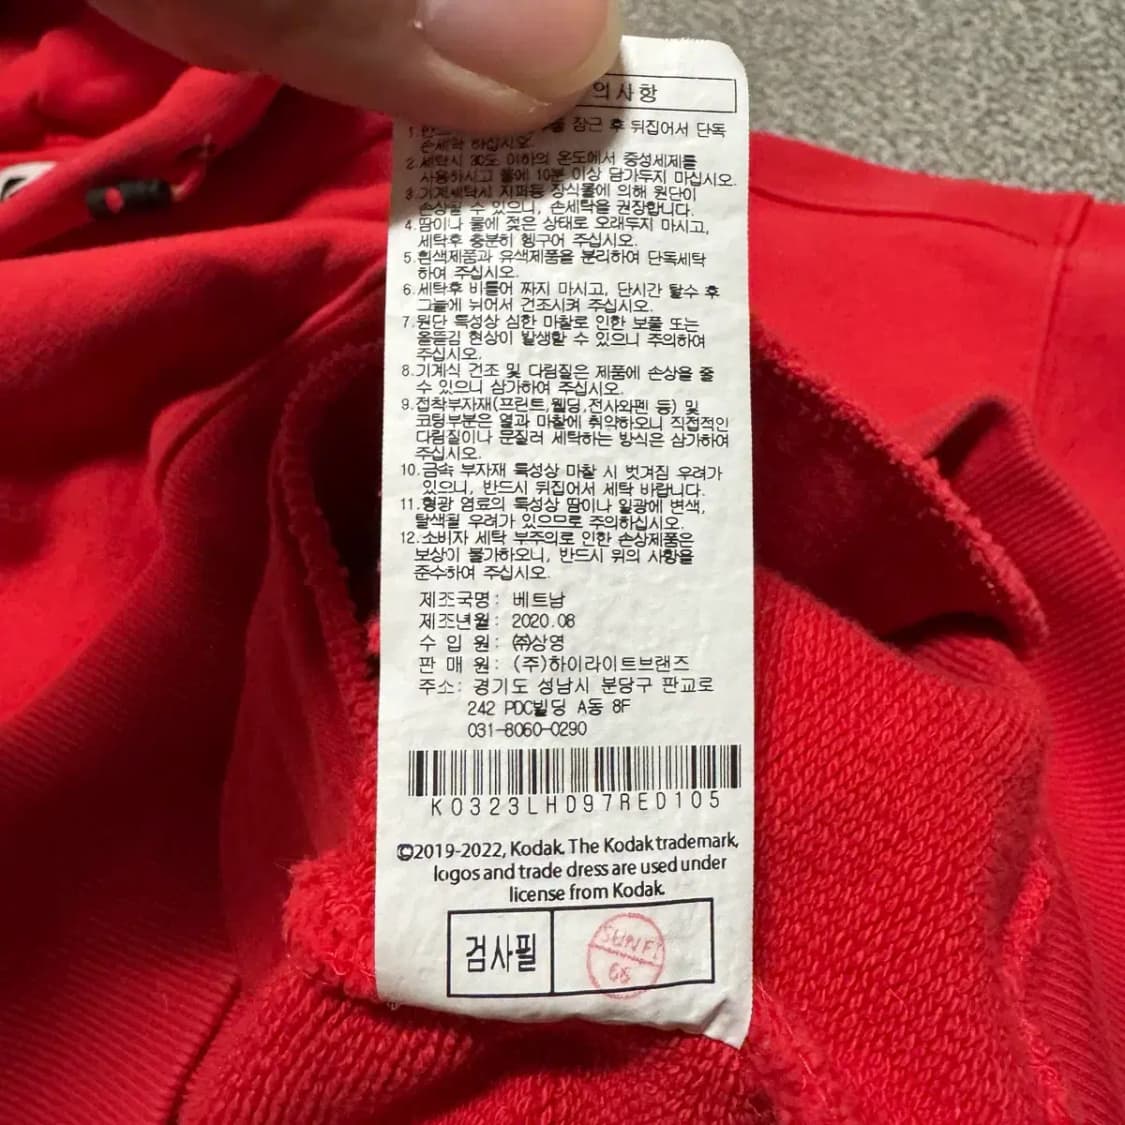 의사항
1.반드 장근 후 뒤집어서 단독
손세탁 하십시오.
2.세탁시 30도 이하의 온도에서 중성세제를
사용하시고 물에 10분 이상 담가두지 마십시오.
3.기계세탁시 지퍼등 장식물에 의해 원단이
손상될 수 있으니, 손세탁을 권장합니다.
4.땀이나 물에 젖은 상태로 오래두지 마시고,
세탁후 충분히 헹구어 주십시오.
5.흰색제품과 유색제품을 분리하여 단독세탁
하여 주십시오.
6.세탁후 비틀어 짜지 마시고, 단시간 탈수 후
그늘에 뉘어서 건조시켜 주십시오.
7.원단 특성상 심한 마찰로 인한 보풀 또는
올뜯김 현상이 발생할 수 있으니 주의하여
주십시오.
8.기계식 건조 및 다림질은 제품에 손상을 줄
수 있으니 삼가하여 주십시오.
9.접착부자재(프린트,웰딩,전사와펜 등) 및
코팅부분은 열과 마찰에 취약하오니 직접적인
다림질이나 문질러 세탁하는 방식은 삼가하여
주십시오.
10.금속 부자재 특성상 마찰 시 벗겨짐 우려가
있으니, 반드시 뒤집어서 세탁 바랍니다.
11.형광 염료의 특성상 땀이나 일광에 변색,
탈색될 우려가 있으므로 주의하십시오.
12.소비자 세탁 부주의로 인한 손상제품은
보상이 불가하오니, 반드시 위의 사항을
준수하여 주십시오.
제조국명: 베트남
제조년월: 2020.08
수 입 원: ㈜상영
판 매 원: (주)하이라이트브랜즈
주소: 경기도 성남시 분당구 판교로
242 PDC빌딩 A동 8F
031-8060-0290
K0323LHD97RED105
©2019-2022, Kodak. The Kodak trademark,
logos and trade dress are used under
license from Kodak.
검사필
SUNFI
68